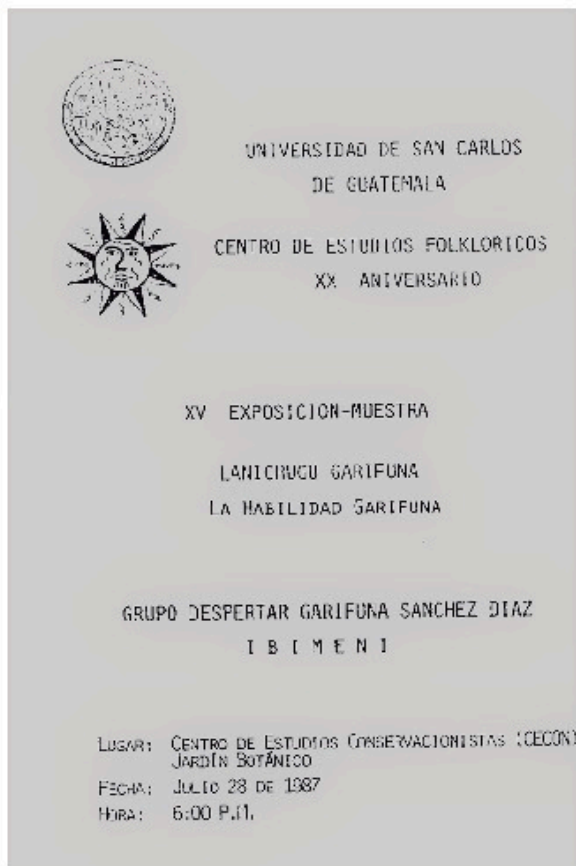 UNIVERSIDAD DE SAN CARLOS
DE GUATEMALA
CENTRO DE ESTUDIOS FOLKLORICOS
XX ANIVERSARIO
XV EXPOSICION-MUESTRA
LANICHUGU GARIFUNA
LA HABILIDAD GARIFUNA
GRUPO DESPERTAR GARIFUNA SANCHEZ DIAZ
I B I M E N I
LUGAR: CENTRO DE ESTUDIOS CONSERVACIONISTAS (CECON)
JARDÍN BOTÁNICO
FECHA: JULIO 28 DE 1987
HORA: 6:00 P.M.